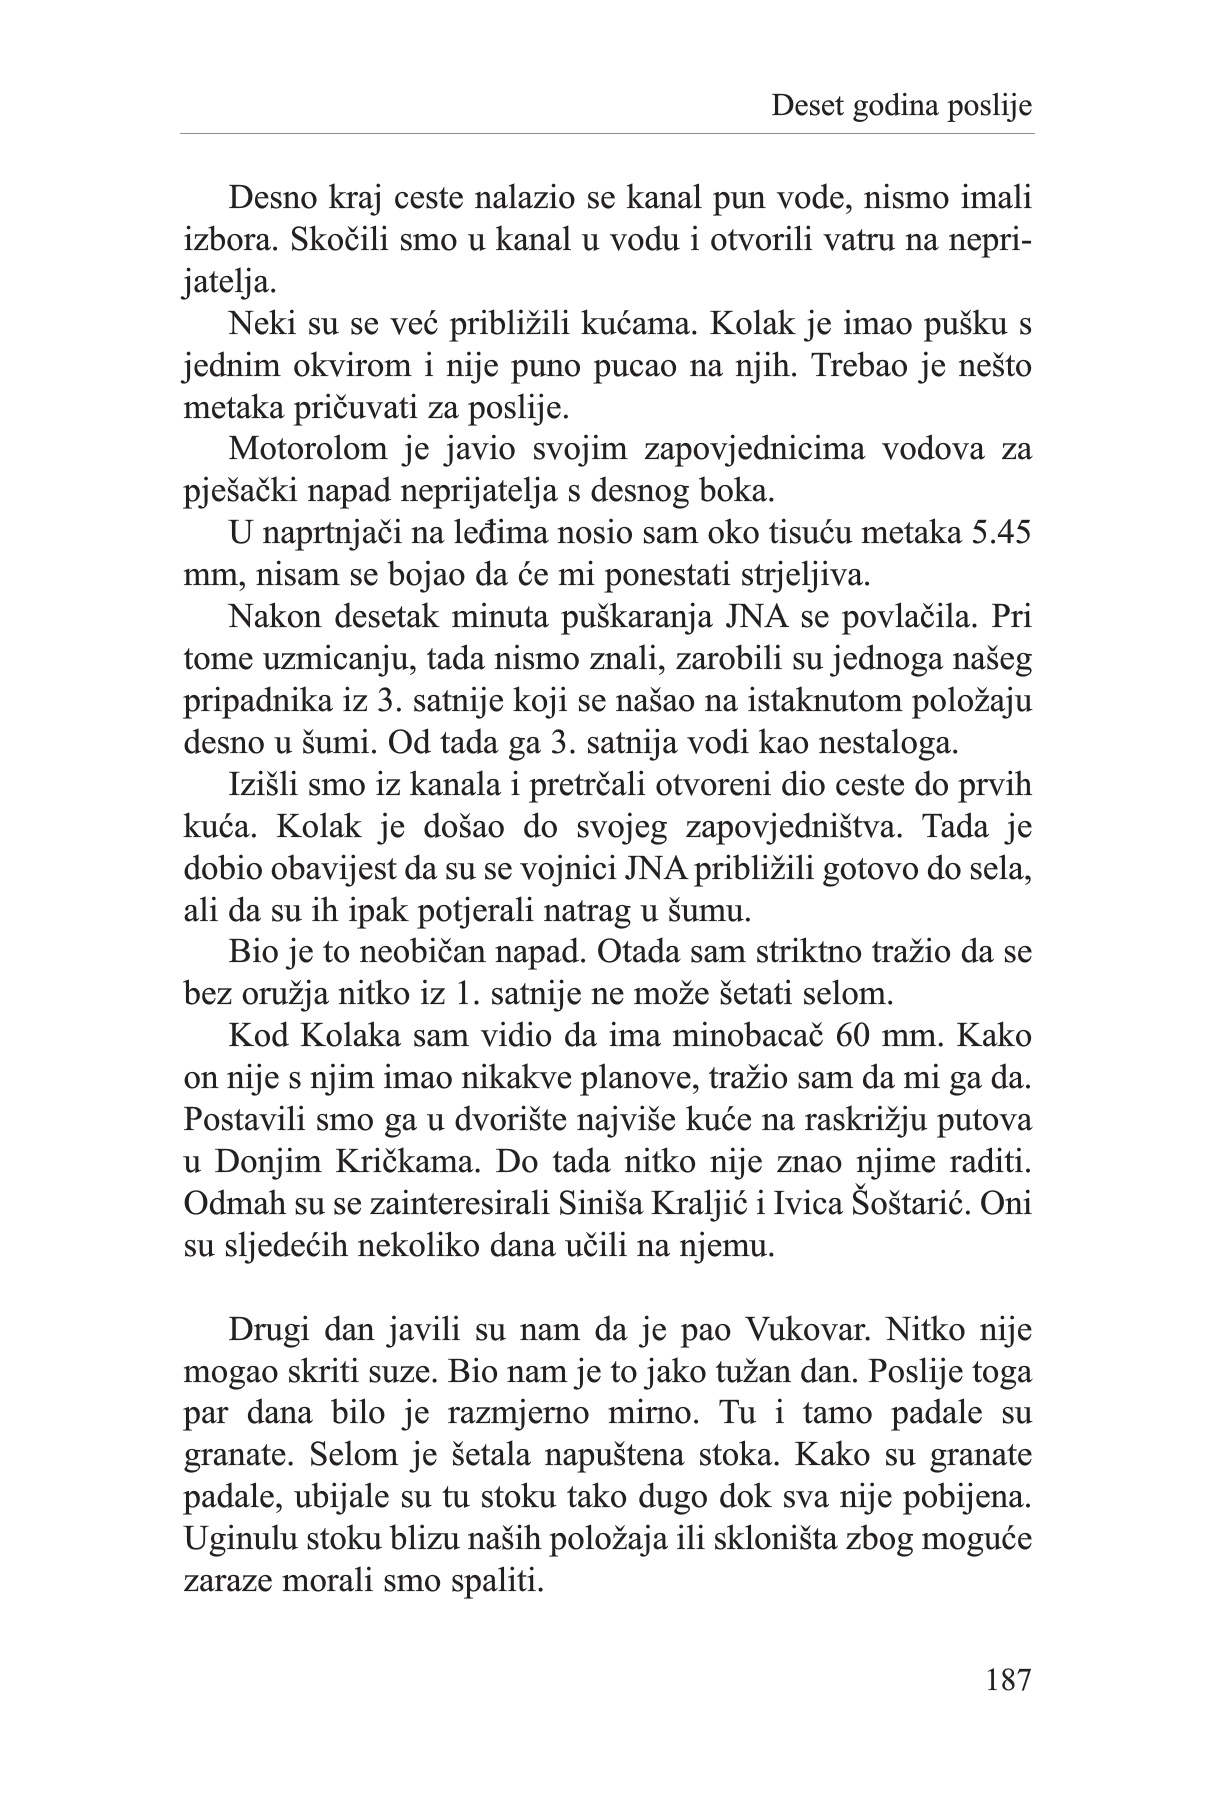 Deset godina poslije
Desno kraj ceste nalazio se kanal pun vode, nismo imali
izbora. Skočili smo u kanal u vodu i otvorili vatru na nepri-
jatelja.
Neki su se već približili kućama. Kolak je imao pušku s
jednim okvirom i nije puno pucao na njih. Trebao je nešto
metaka pričuvati za poslije.
Motorolom je javio svojim zapovjednicima vodova za
pješački napad neprijatelja s desnog boka.
U naprtnjači na leđima nosio sam oko tisuću metaka 5.45
mm, nisam se bojao da će mi ponestati strjeljiva.
Nakon desetak minuta puškaranja JNA se povlačila. Pri
tome uzmicanju, tada nismo znali, zarobili su jednoga našeg
pripadnika iz 3. satnije koji se našao na istaknutom položaju
desno u šumi. Od tada ga 3. satnija vodi kao nestaloga.
Izišli smo iz kanala i pretrčali otvoreni dio ceste do prvih
kuća. Kolak je došao do svojeg zapovjedništva. Tada je
dobio obavijest da su se vojnici JNA približili gotovo do sela,
ali da su ih ipak potjerali natrag u šumu.
Bio je to neobičan napad. Otada sam striktno tražio da se
bez oružja nitko iz 1. satnije ne može šetati selom.
Kod Kolaka sam vidio da ima minobacač 60 mm. Kako
on nije s njim imao nikakve planove, tražio sam da mi ga da.
Postavili smo ga u dvorište najviše kuće na raskrižju putova
u Donjim Kričkama. Do tada nitko nije znao njime raditi.
Odmah su se zainteresirali Siniša Kraljić i Ivica Šoštarić. Oni
su sljedećih nekoliko dana učili na njemu.
Drugi dan javili su nam da je pao Vukovar. Nitko nije
mogao skriti suze. Bio nam je to jako tužan dan. Poslije toga
par dana bilo je razmjerno mirno. Tu i tamo padale su
granate. Selom je šetala napuštena stoka. Kako su granate
padale, ubijale su tu stoku tako dugo dok sva nije pobijena.
Uginulu stoku blizu naših položaja ili skloništa zbog moguće
zaraze morali smo spaliti.
187